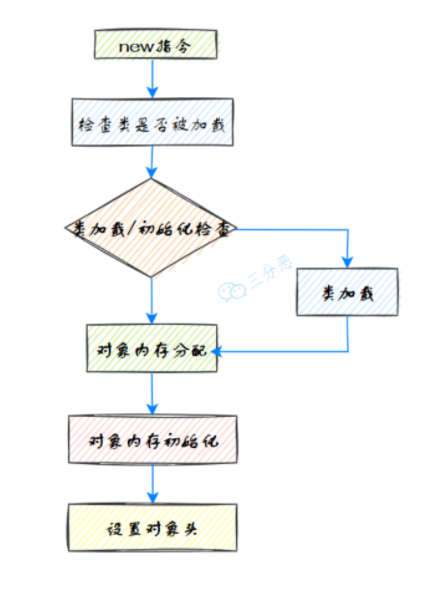 new指令
检查类是否被加载
类加载/初始化检查
三分恶
类加载
对象内存分配
对象内存初始化
设置对象头